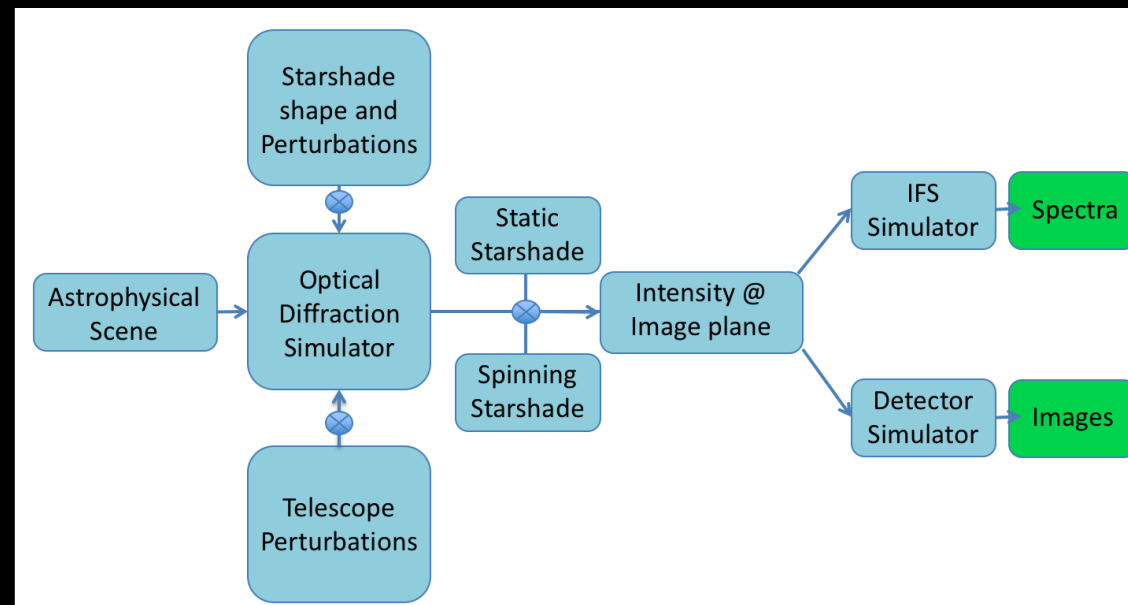 Starshade
shape and
Perturbations
Astrophysical
Scene
Optical
Diffraction
Simulator
Telescope
Perturbations
Static
Starshade
Spinning
Starshade
Intensity @
Image plane
IFS
Simulator
Spectra
Detector
Simulator
Images